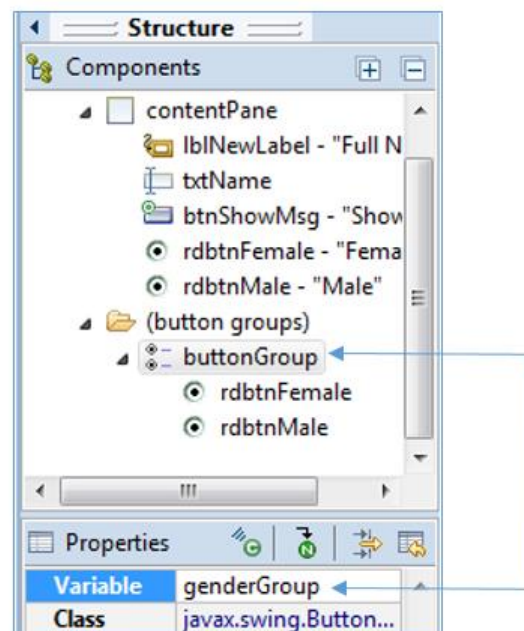 Structure
Components
contentPane
lblNewLabel - "Full N
txtName
btnShowMsg - "Show
rdbtnFemale - "Fema
rdbtnMale - "Male"
(button groups)
buttonGroup
rdbtnFemale
rdbtnMale
Properties
Variable genderGroup
Class javax.swing.Button...